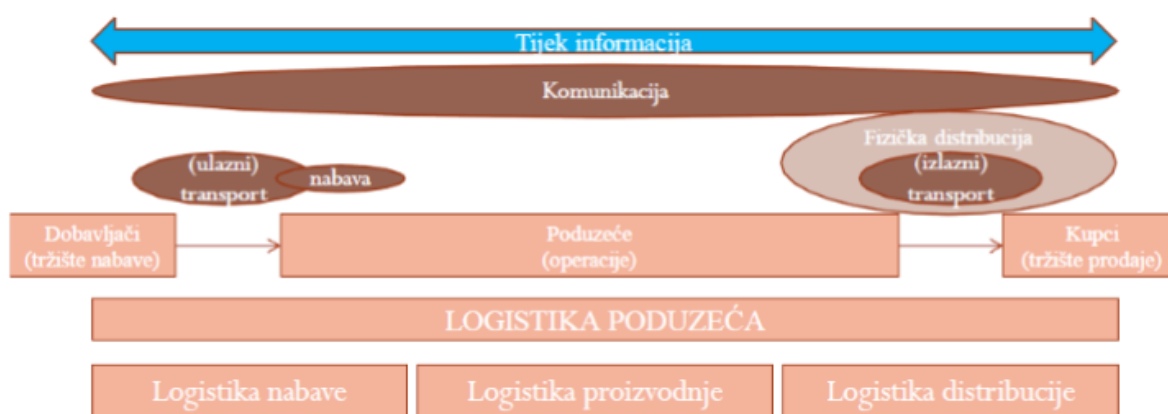 Tijek informacija
Komunikacija
Fizička distribucija
(ulazni)
transport
nabava
(izlazni)
transport
Dobavljači
(tržište nabave)
Poduzeće
(operacije)
Kupci
(tržište prodaje)
LOGISTIKA PODUZEĆA
Logistika nabave
Logistika proizvodnje
Logistika distribucije